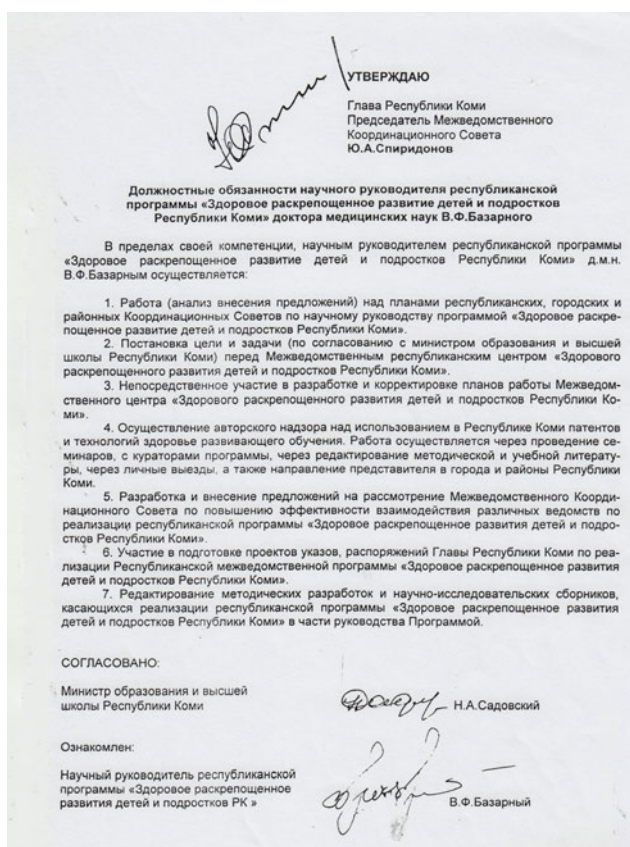 УТВЕРЖДАЮ
Глава Республики Коми
Председатель Межведомственного
Координационного Совета
Ю.А.Спиридонов
Должностные обязанности научного руководителя республиканской
программы «Здоровое раскрепощенное развитие детей и подростков
Республики Коми» доктора медицинских наук В.Ф.Базарного
В пределах своей компетенции, научным руководителем республиканской программы
«Здоровое раскрепощенное развитие детей и подростков Республики Коми» д.м.н.
В.Ф.Базарным осуществляется:
1. Работа (анализ внесения предложений) над планами республиканских, городских и
районных Координационных Советов по научному руководству программой «Здоровое раскре-
пощенное развитие детей и подростков Республики Коми».
2. Постановка цели и задачи (по согласованию с министром образования и высшей
школы Республики Коми) перед Межведомственным республиканским центром «Здорового
раскрепощенного развития детей и подростков Республики Коми».
3. Непосредственное участие в разработке и корректировке планов работы Межведом-
ственного центра «Здорового раскрепощенного развития детей и подростков Республики Ко-
ми».
4. Осуществление авторского надзора над использованием в Республике Коми патентов
и технологий здоровье развивающего обучения. Работа осуществляется через проведение се-
минаров, с кураторами программы, через редактирование методической и учебной литерату-
ры, через личные выезды, а также направление представителя в города и районы Республики
Коми.
5. Разработка и внесение предложений на рассмотрение Межведомственного Коорди-
национного Совета по повышению эффективности взаимодействия различных ведомств по
реализации республиканской программы «Здоровое раскрепощенное развития детей и подро-
стков Республики Коми».
6. Участие в подготовке проектов указов, распоряжений Главы Республики Коми по реа-
лизации Республиканской межведомственной программы «Здоровое раскрепощенное развития
детей и подростков Республики Коми».
7. Редактирование методических разработок и научно-исследовательских сборников,
касающихся реализации республиканской программы «Здоровое раскрепощенное развития
детей и подростков Республики Коми» в части руководства Программой.
СОГЛАСОВАНО:
Министр образования и высшей
школы Республики Коми
Н.А.Садовский
Ознакомлен:
Научный руководитель республиканской
программы «Здоровое раскрепощенное
развития детей и подростков РК »
В.Ф.Базарный